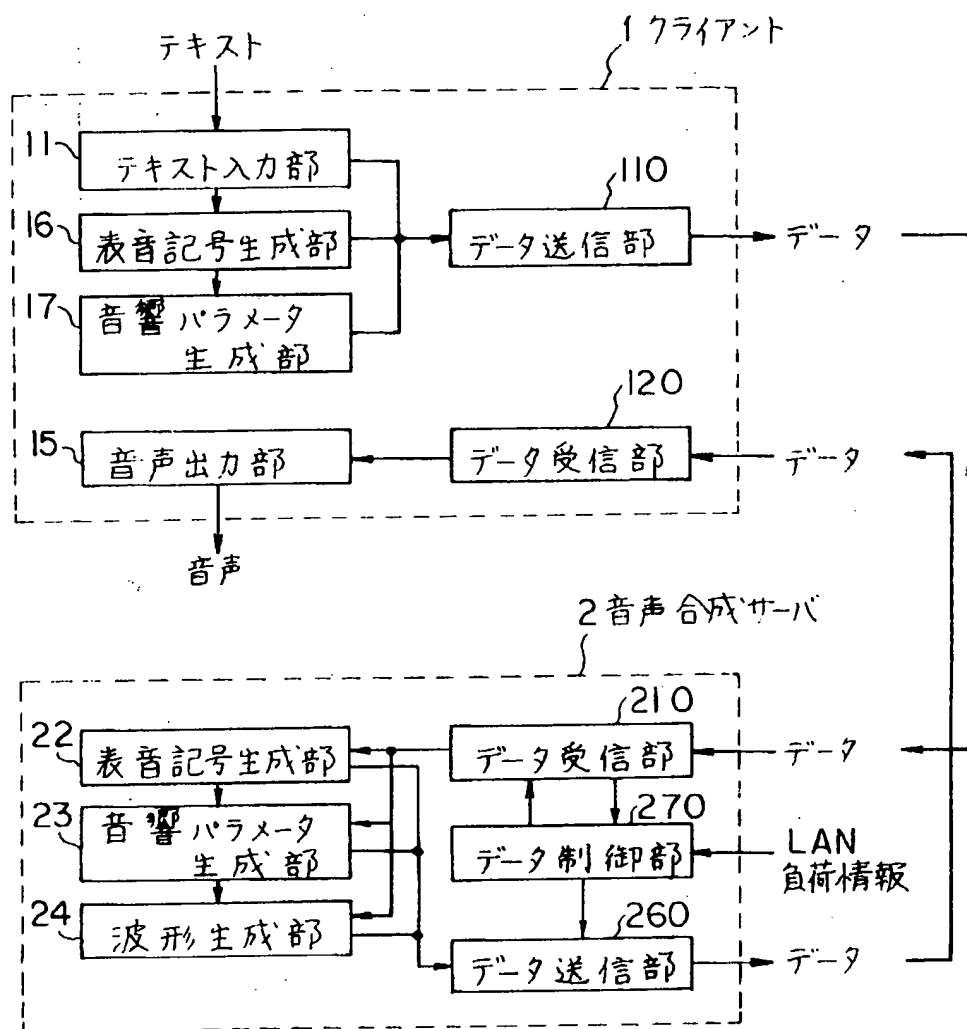 1 クライアント
テキスト
11
テキスト入力部
110
16
表音記号生成部
データ送信部
データ
17
音響パラメータ
生成部
120
15
音声出力部
データ受信部
データ
音声
2 音声合成サーバ
210
22
表音記号生成部
データ受信部
データ
23
音響パラメータ
生成部
270
データ制御部
LAN
負荷情報
24
波形生成部
260
データ送信部
データ